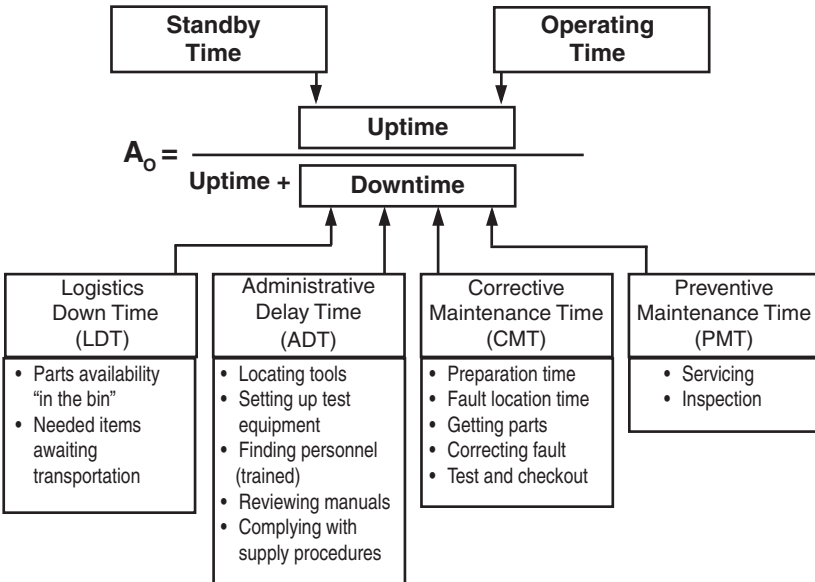 Standby
Time
Operating
Time
Uptime
A_o =
Uptime +
Downtime
Logistics
Down Time
(LDT)
• Parts availability
“in the bin”
• Needed items
awaiting
transportation
Administrative
Delay Time
(ADT)
• Locating tools
• Setting up test
equipment
• Finding personnel
(trained)
• Reviewing manuals
• Complying with
supply procedures
Corrective
Maintenance Time
(CMT)
• Preparation time
• Fault location time
• Getting parts
• Correcting fault
• Test and checkout
Preventive
Maintenance Time
(PMT)
• Servicing
• Inspection